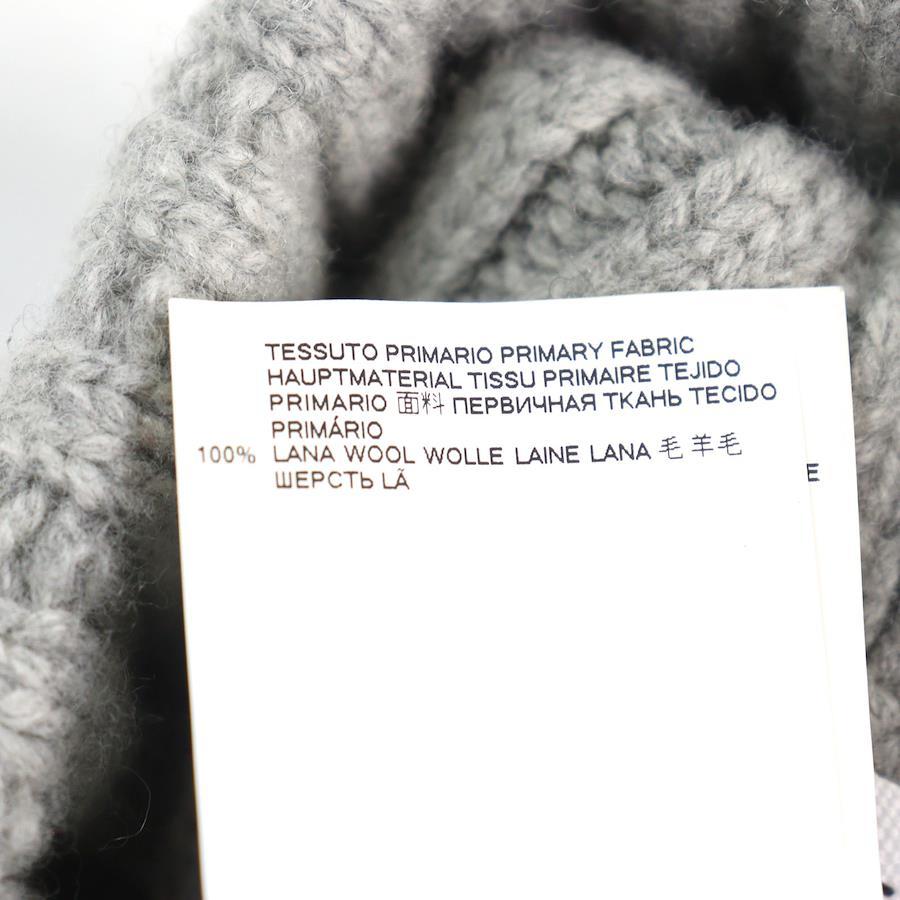 TESSUTO PRIMARIO PRIMARY FABRIC
HAUPTMATERIAL TISSU PRIMAIRE TEJIDO
PRIMARIO 面料 ПЕРВИЧНАЯ ТКАНЬ TECIDO
PRIMÁRIO
100% LANA WOOL WOLLE LAINE LANA 毛 羊毛
ШЕРСТЬ LÃ
E